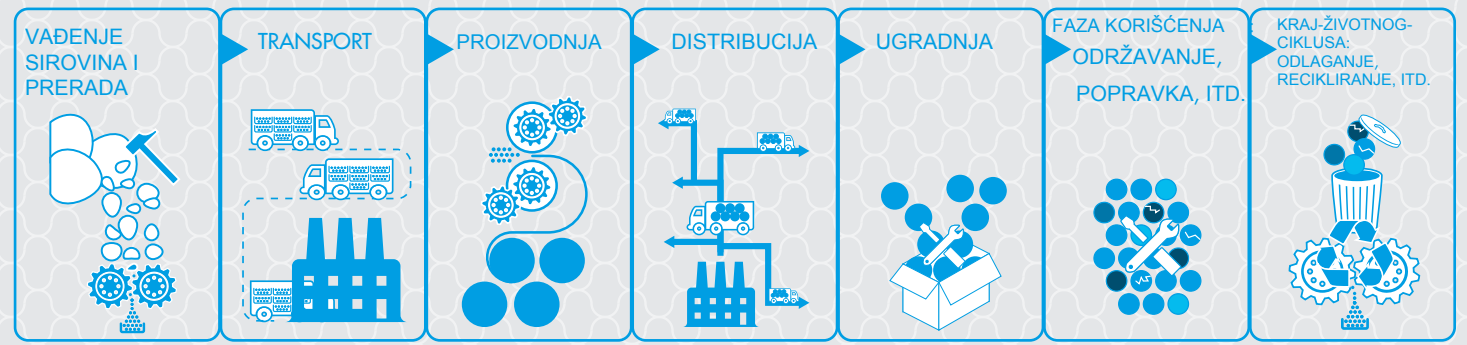 VAĐENJE
SIROVINA I
PRERADA
TRANSPORT
PROIZVODNJA
DISTRIBUCIJA
UGRADNJA
FAZA KORIŠĆENJA
ODRŽAVANJE,
POPRAVKA, ITD.
KRAJ-ŽIVOTNOG-
CIKLUSA:
ODLAGANJE,
RECIKLIRANJE, ITD.